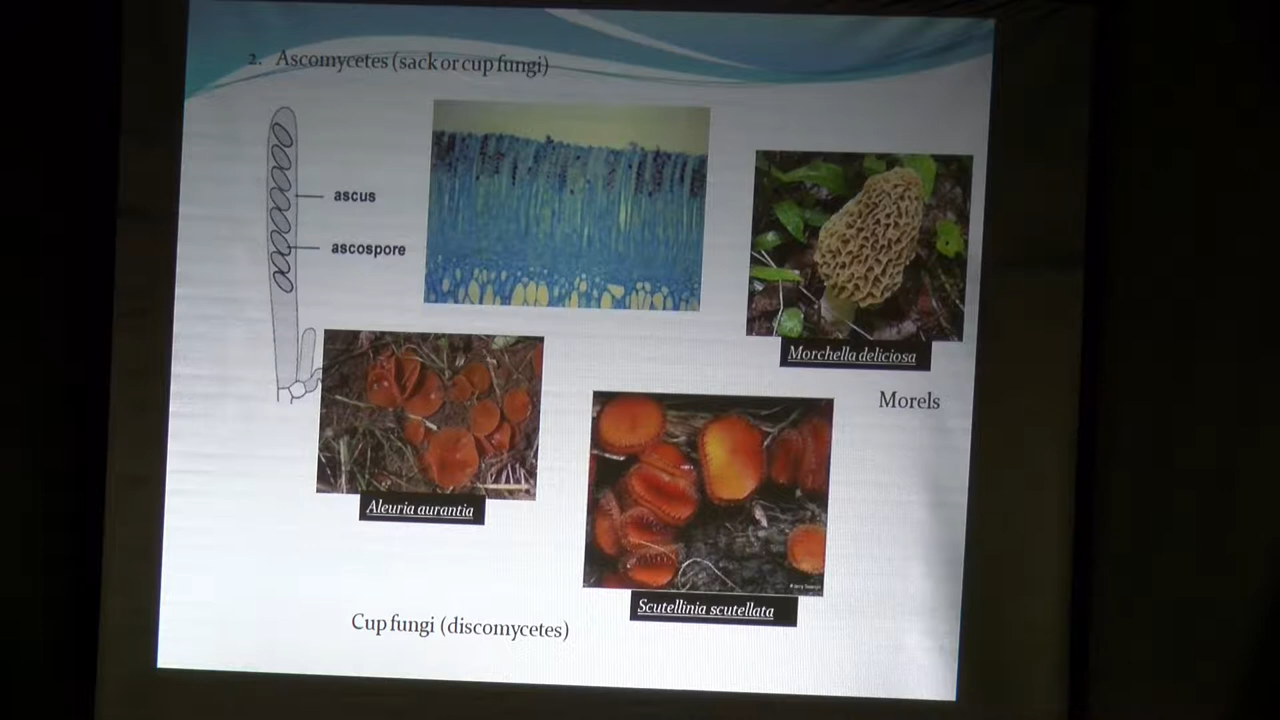 2. Ascomycetes (sack or cup fungi)
ascus
ascospore
Morchella deliciosa
Morels
Aleuria aurantia
Scutellinia scutellata
Cup fungi (discomycetes)